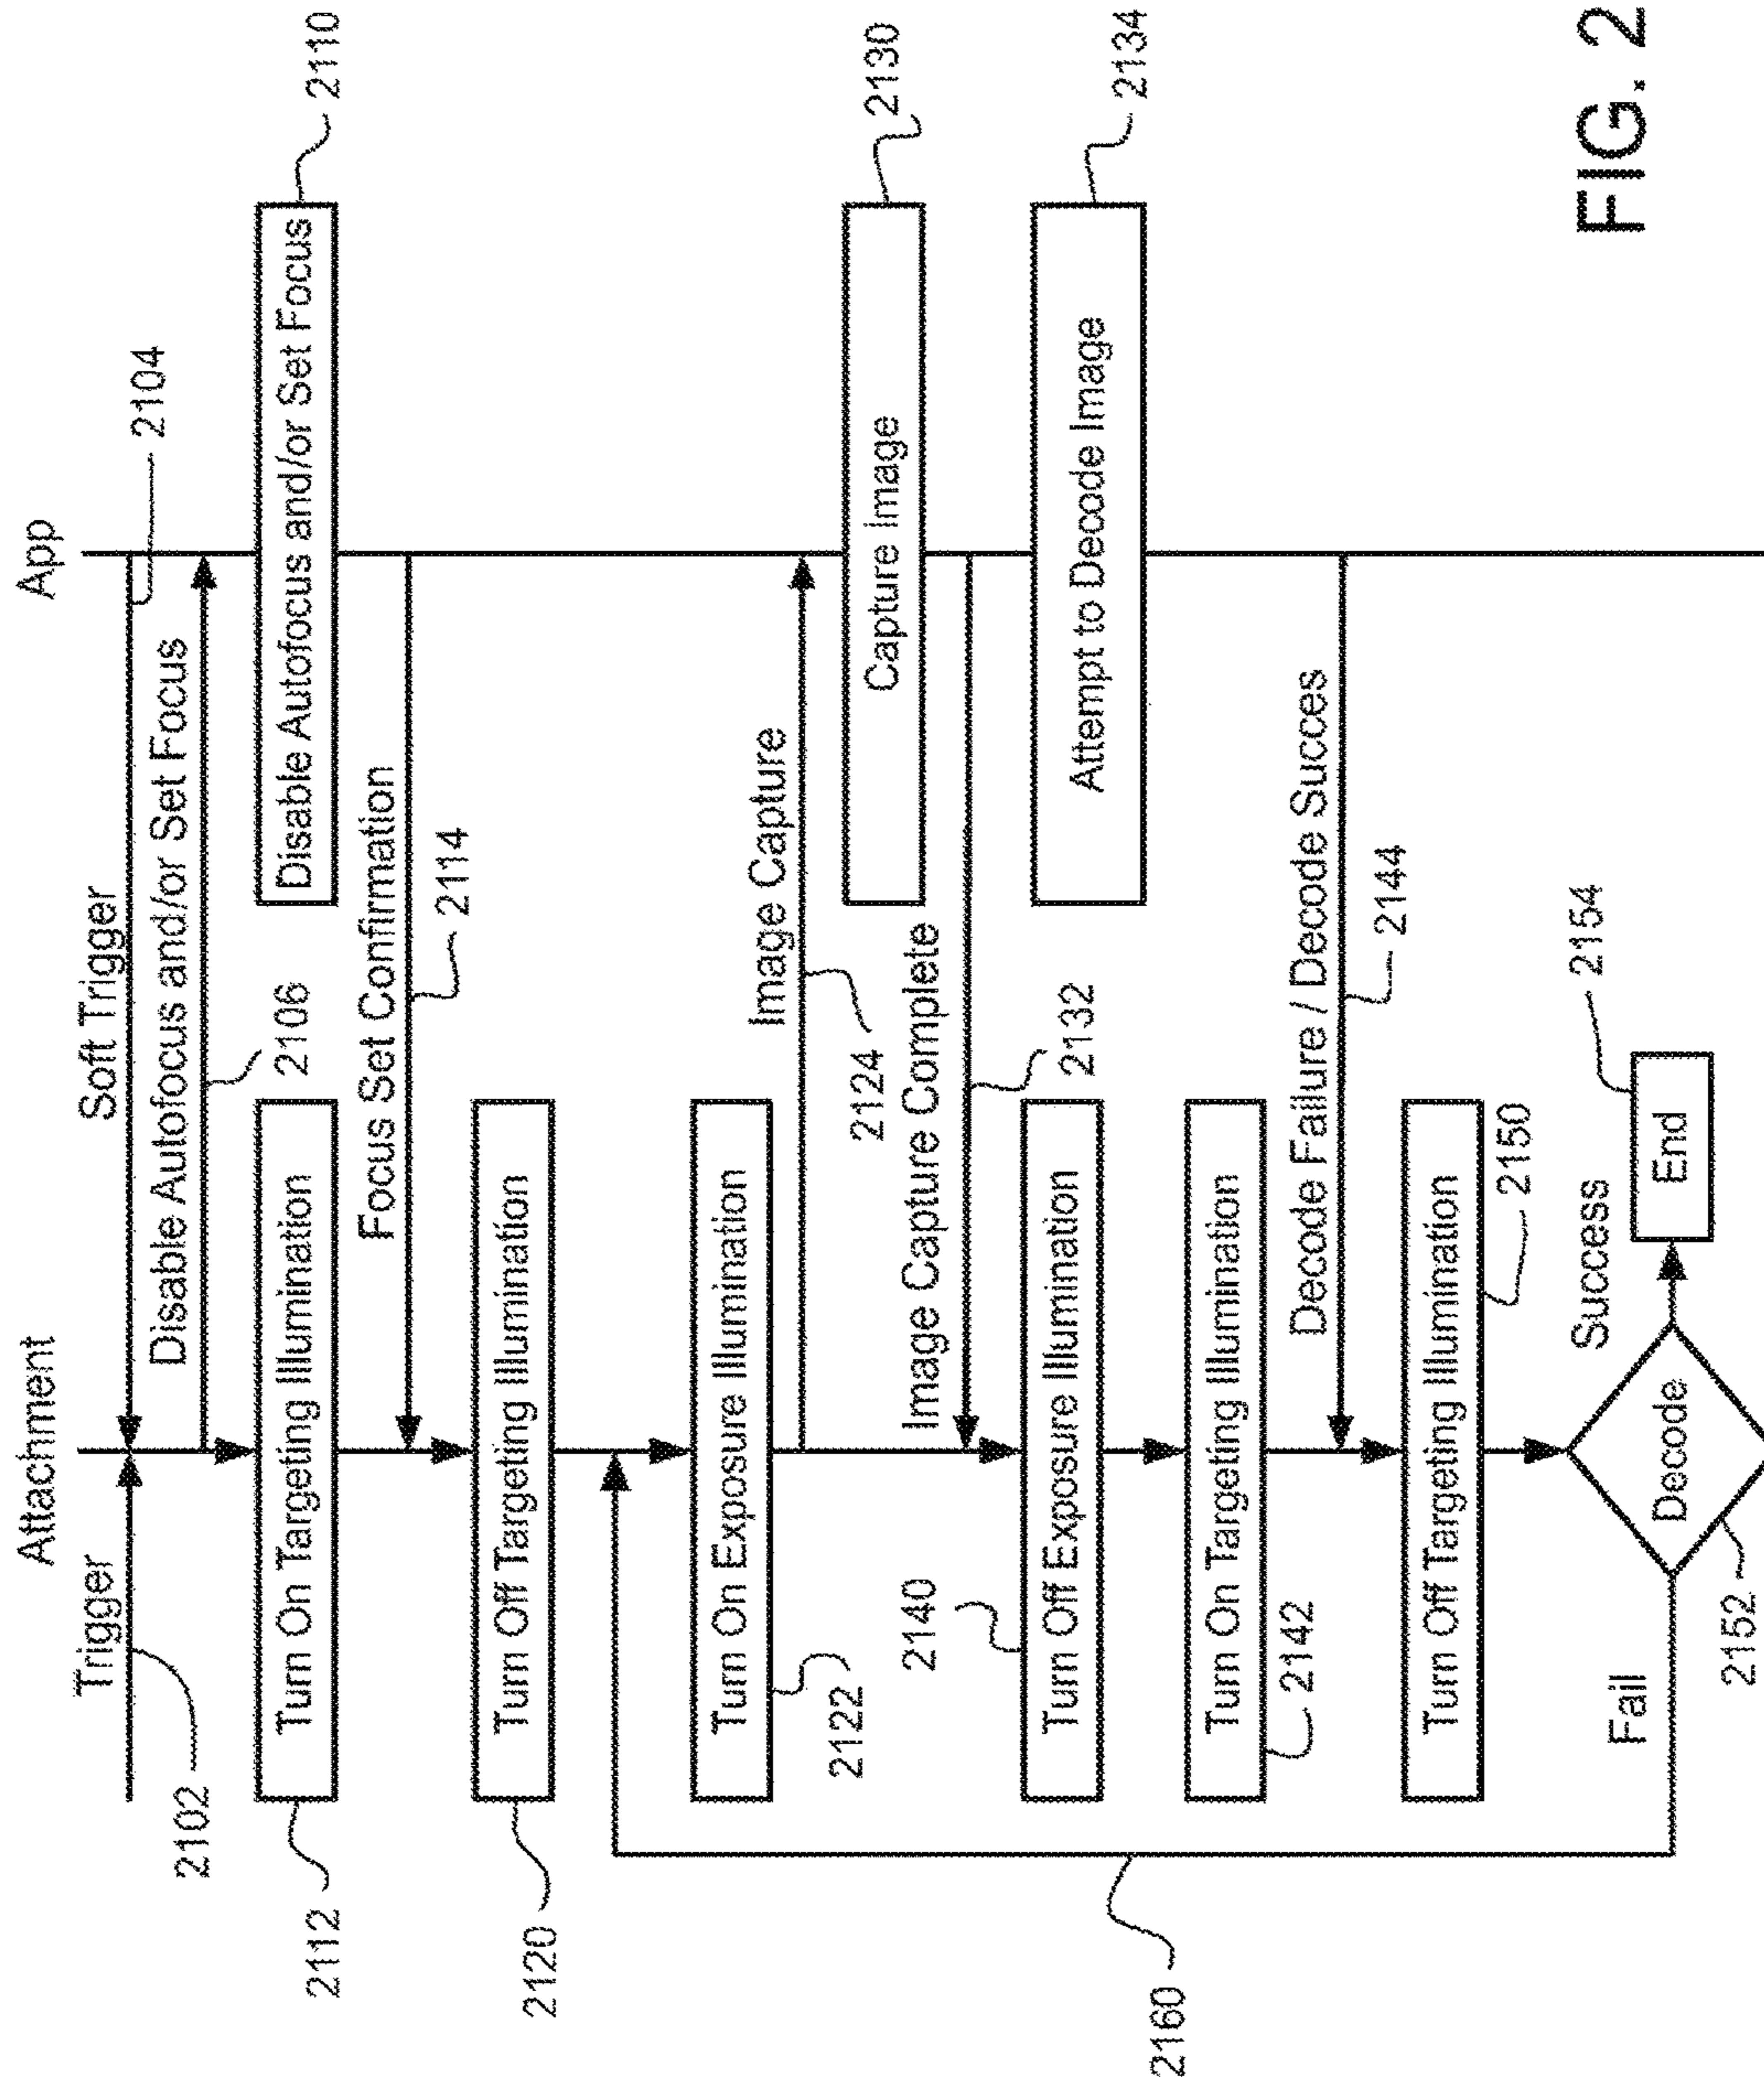 Attachment
App
Trigger
Soft Trigger
2102
2104
Disable Autofocus and/or Set Focus
2106
Turn On Targeting Illumination
2112
Disable Autofocus and/or Set Focus
2110
Focus Set Confirmation
2114
Turn Off Targeting Illumination
2120
Turn On Exposure Illumination
2122
Image Capture
2124
Capture Image
2130
Image Capture Complete
2132
2140
Turn Off Exposure Illumination
Attempt to Decode Image
2134
Turn On Targeting Illumination
2142
Decode Failure / Decode Succes
2144
Turn Off Targeting Illumination
2150
Decode
2152
Success
End
2154
Fail
2160
FIG. 2